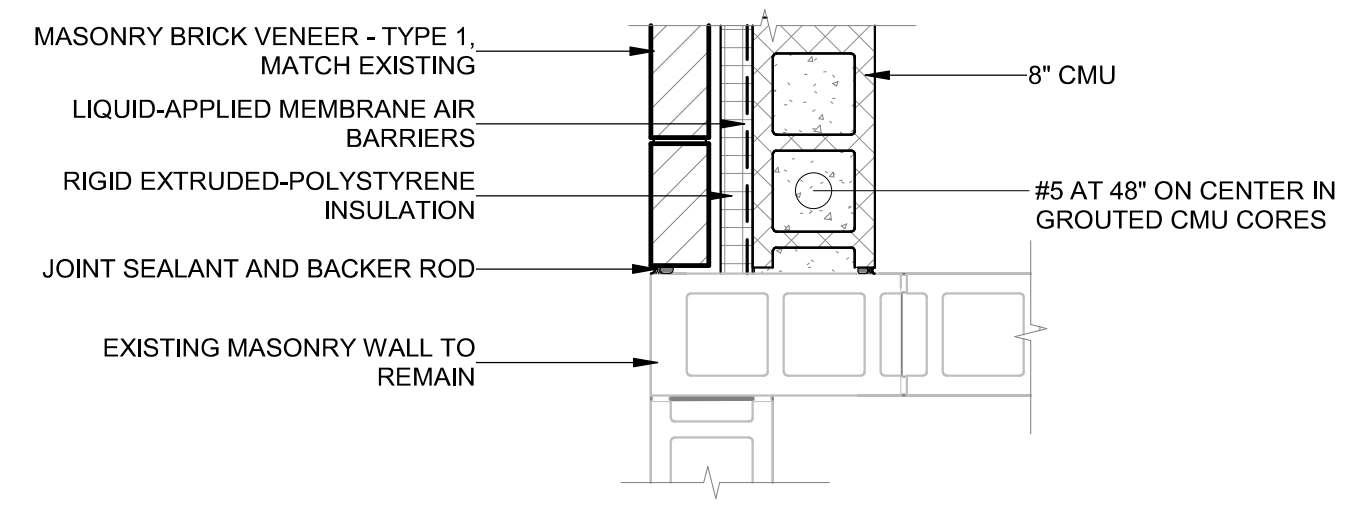 MASONRY BRICK VENEER - TYPE 1,
MATCH EXISTING
LIQUID-APPLIED MEMBRANE AIR
BARRIERS
RIGID EXTRUDED-POLYSTYRENE
INSULATION
JOINT SEALANT AND BACKER ROD
EXISTING MASONRY WALL TO
REMAIN
8" CMU
#5 AT 48" ON CENTER IN
GROUTED CMU CORES